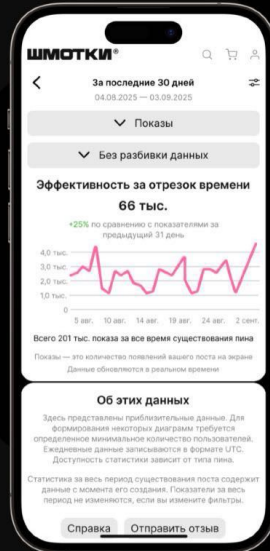 ШМОТКИ®
За последние 30 дней
04.08.2025 — 03.09.2025
Показы
Без разбивки данных
Эффективность за отрезок времени
66 тыс.
+25% по сравнению с показателями за
предыдущий 31 день
4,0 тыс.
3,0 тыс.
2,0 тыс.
1,0 тыс.
0
5 авг. 10 авг. 14 авг. 19 авг. 24 авг. 2 сент.
Всего 201 тыс. показа за все время существования пина
Показы — это количество появлений вашего поста на экране
Данные обновляются в реальном времени
Об этих данных
Здесь представлены приблизительные данные. Для
формирования некоторых диаграмм требуется
определенное минимальное количество пользователей.
Ежедневные данные записываются в формате UTC.
Доступность статистики зависит от типа пина.
Статистика за весь период существования поста содержит
данные с момента его создания. Показатели за весь
период не изменяются, если вы измените фильтры.
Справка
Отправить отзыв